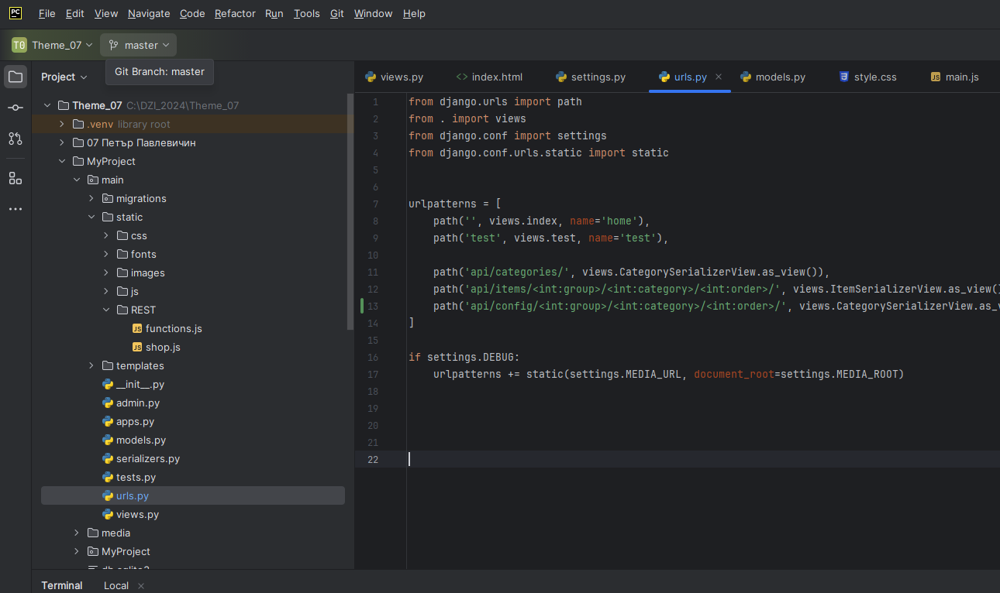 PC File Edit View Navigate Code Refactor Run Tools Git Window Help
T0 Theme_07 master
Git Branch: master
Project
views.py index.html settings.py urls.py models.py style.css main.js
Theme_07 C:\DZI_2024\Theme_07
.venv library root
07 Петър Павлевичин
MyProject
main
migrations
static
css
fonts
images
js
REST
functions.js
shop.js
templates
__init__.py
admin.py
apps.py
models.py
serializers.py
tests.py
urls.py
views.py
media
MyProject
1 from django.urls import path
2 from . import views
3 from django.conf import settings
4 from django.conf.urls.static import static
5
6
7 urlpatterns = [
8 path('', views.index, name='home'),
9 path('test', views.test, name='test'),
10
11 path('api/categories/', views.CategorySerializerView.as_view()),
12 path('api/items/<int:group>/<int:category>/<int:order>/', views.ItemSerializerView.as_view()
13 path('api/config/<int:group>/<int:category>/<int:order>/', views.CategorySerializerView.as_v
14 ]
15
16 if settings.DEBUG:
17 urlpatterns += static(settings.MEDIA_URL, document_root=settings.MEDIA_ROOT)
18
19
20
21
22
Terminal Local